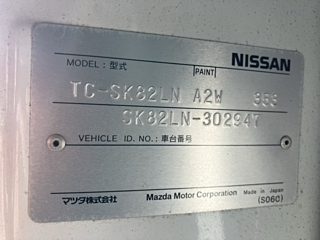 NISSAN
MODEL : 型式
PAINT
TC-SK82LN A2W 353
SK82LN-302947
VEHICLE ID. NO. : 車台番号
マツダ株式会社 Mazda Motor Corporation Made in Japan
(S06C)